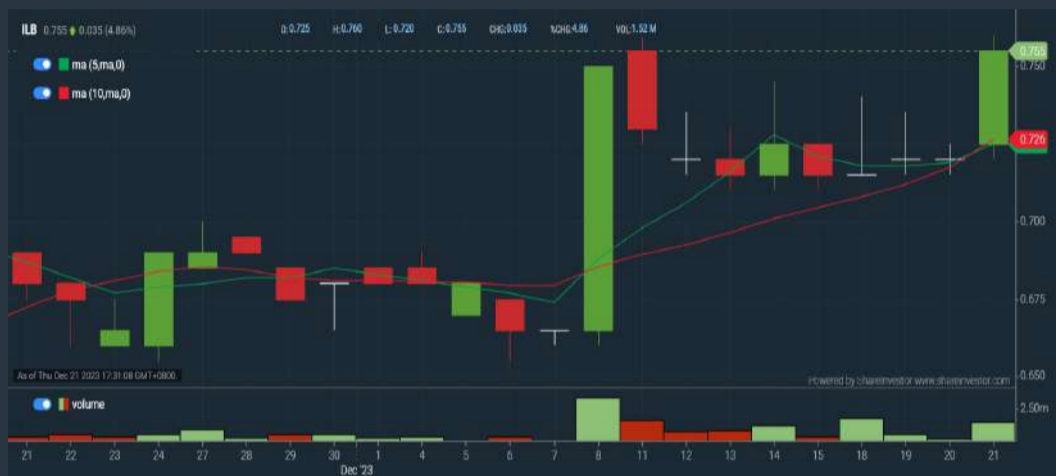 ILB 0.755 0.035 (4.86%) O:0.725 H:0.760 L:0.720 C:0.755 CHG:0.035 %CHG:4.86 VOL:1.52 M
ma (5,ma,0)
ma (10,ma,0)
0.755
0.750
0.726
0.700
0.675
0.650
As of Thu Dec 21 2023 17:31:08 GMT+0800.
Powered by ShareInvestor www.shareinvestor.com
volume
2.50m
21 22 23 24 27 28 29 30 1 4 5 6 7 8 11 12 13 14 15 18 19 20 21
Dec '23